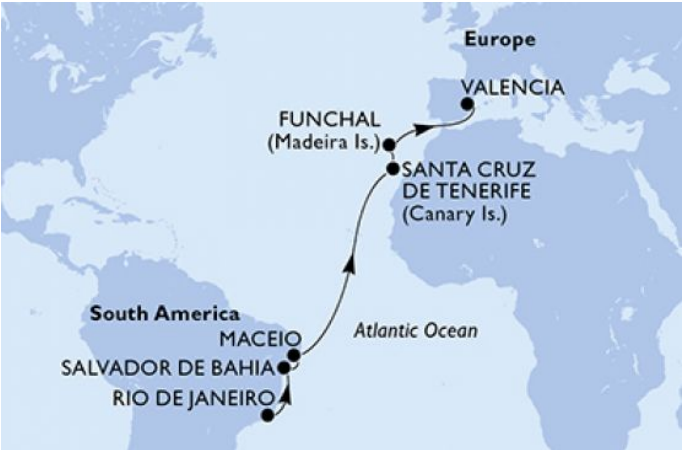 Europe
VALENCIA
FUNCHAL
(Madeira Is.)
SANTA CRUZ
DE TENERIFE
(Canary Is.)
South America
MACEIO
Atlantic Ocean
SALVADOR DE BAHIA
RIO DE JANEIRO